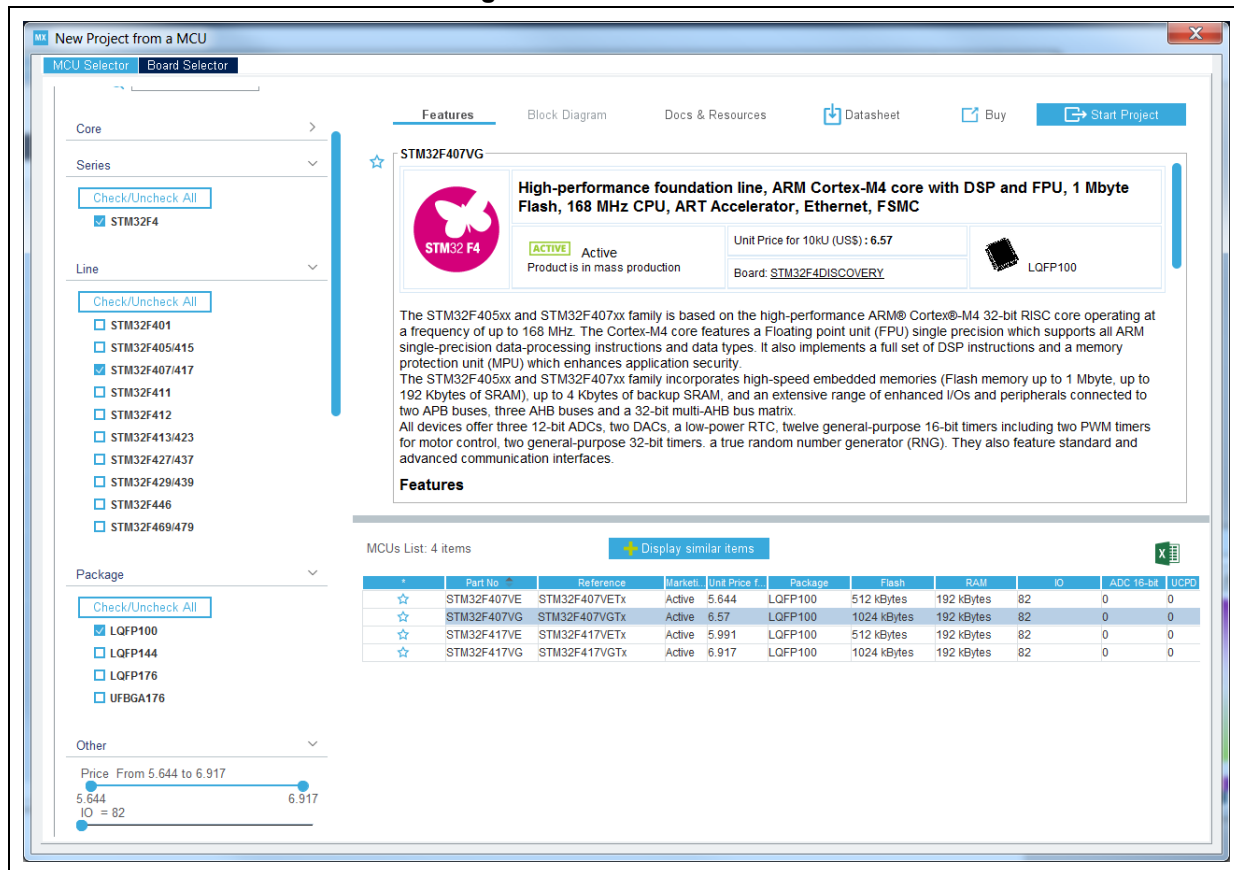 MX New Project from a MCU
X
MCU Selector Board Selector
Core
Series
Check/Uncheck All
STM32F4
Line
Check/Uncheck All
STM32F401
STM32F405/415
STM32F407/417
STM32F411
STM32F412
STM32F413/423
STM32F427/437
STM32F429/439
STM32F446
STM32F469/479
Package
Check/Uncheck All
LQFP100
LQFP144
LQFP176
UFBGA176
Other
Price From 5.644 to 6.917
5.644 6.917
IO = 82
Features Block Diagram Docs & Resources Datasheet Buy Start Project
STM32F407VG
STM32 F4
High-performance foundation line, ARM Cortex-M4 core with DSP and FPU, 1 Mbyte
Flash, 168 MHz CPU, ART Accelerator, Ethernet, FSMC
ACTIVE Active
Product is in mass production
Unit Price for 10kU (US$) : 6.57
Board: STM32F4DISCOVERY
LQFP100
The STM32F405xx and STM32F407xx family is based on the high-performance ARM® Cortex®-M4 32-bit RISC core operating at
a frequency of up to 168 MHz. The Cortex-M4 core features a Floating point unit (FPU) single precision which supports all ARM
single-precision data-processing instructions and data types. It also implements a full set of DSP instructions and a memory
protection unit (MPU) which enhances application security.
The STM32F405xx and STM32F407xx family incorporates high-speed embedded memories (Flash memory up to 1 Mbyte, up to
192 Kbytes of SRAM), up to 4 Kbytes of backup SRAM, and an extensive range of enhanced I/Os and peripherals connected to
two APB buses, three AHB buses and a 32-bit multi-AHB bus matrix.
All devices offer three 12-bit ADCs, two DACs, a low-power RTC, twelve general-purpose 16-bit timers including two PWM timers
for motor control, two general-purpose 32-bit timers. a true random number generator (RNG). They also feature standard and
advanced communication interfaces.
Features
MCUs List: 4 items
Display similar items
X
* Part No Reference Marketi... Unit Price f... Package Flash RAM IO ADC 16-bit UCPD
STM32F407VE STM32F407VETx Active 5.644 LQFP100 512 kBytes 192 kBytes 82 0 0
STM32F407VG STM32F407VGTx Active 6.57 LQFP100 1024 kBytes 192 kBytes 82 0 0
STM32F417VE STM32F417VETx Active 5.991 LQFP100 512 kBytes 192 kBytes 82 0 0
STM32F417VG STM32F417VGTx Active 6.917 LQFP100 1024 kBytes 192 kBytes 82 0 0